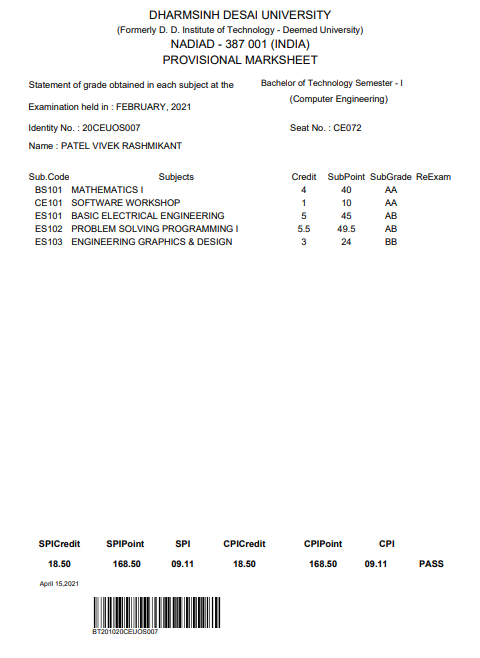 DHARMSINH DESAI UNIVERSITY
(Formerly D. D. Institute of Technology - Deemed University)
NADIAD - 387 001 (INDIA)
PROVISIONAL MARKSHEET
Statement of grade obtained in each subject at the Bachelor of Technology Semester - I
(Computer Engineering)
Examination held in : FEBRUARY, 2021
Identity No. : 20CEUOS007 Seat No. : CE072
Name : PATEL VIVEK RASHMIKANT
Sub.Code Subjects Credit SubPoint SubGrade ReExam
BS101 MATHEMATICS I 4 40 AA
CE101 SOFTWARE WORKSHOP 1 10 AA
ES101 BASIC ELECTRICAL ENGINEERING 5 45 AB
ES102 PROBLEM SOLVING PROGRAMMING I 5.5 49.5 AB
ES103 ENGINEERING GRAPHICS & DESIGN 3 24 BB
SPICredit SPIPoint SPI CPICredit CPIPoint CPI
18.50 168.50 09.11 18.50 168.50 09.11 PASS
April 15,2021
BT201020CEUOS007